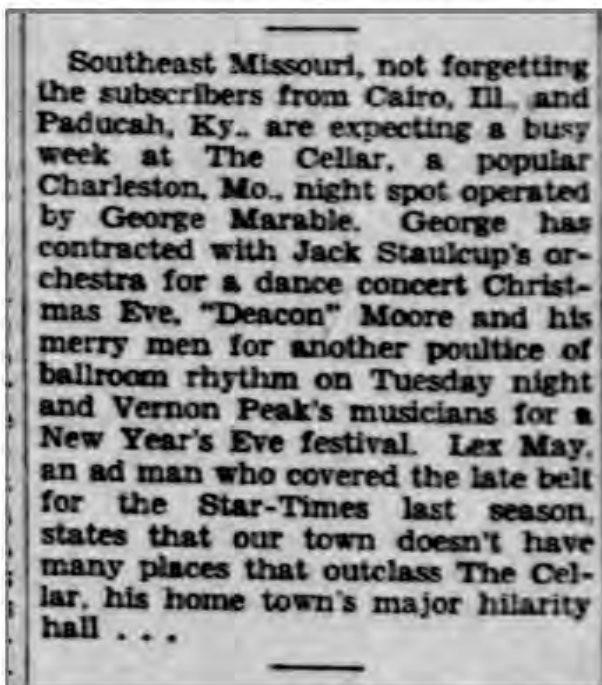 Southeast Missouri, not forgetting
the subscribers from Cairo, Ill., and
Paducah, Ky., are expecting a busy
week at The Cellar, a popular
Charleston, Mo., night spot operated
by George Marable. George has
contracted with Jack Staulcup's or-
chestra for a dance concert Christ-
mas Eve, "Deacon" Moore and his
merry men for another poultice of
ballroom rhythm on Tuesday night
and Vernon Peak's musicians for a
New Year's Eve festival. Lex May,
an ad man who covered the late belt
for the Star-Times last season,
states that our town doesn't have
many places that outclass The Cel-
lar, his home town's major hilarity
hall . . .